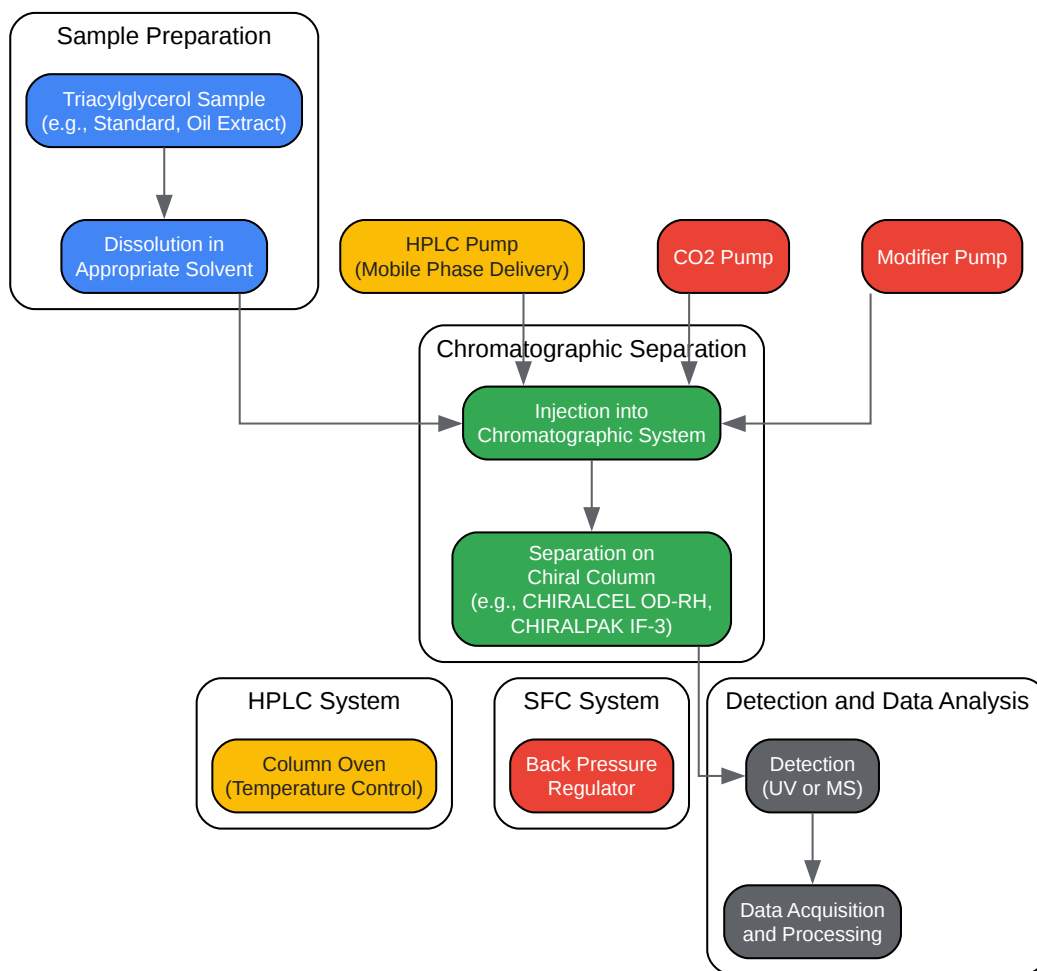 Sample Preparation
Triacylglycerol Sample
(e.g., Standard, Oil Extract)
Dissolution in
Appropriate Solvent
HPLC Pump
(Mobile Phase Delivery)
CO2 Pump
Modifier Pump
Chromatographic Separation
Injection into
Chromatographic System
Separation on
Chiral Column
(e.g., CHIRALCEL OD-RH,
CHIRALPAK IF-3)
HPLC System
Column Oven
(Temperature Control)
SFC System
Back Pressure
Regulator
Detection and Data Analysis
Detection
(UV or MS)
Data Acquisition
and Processing